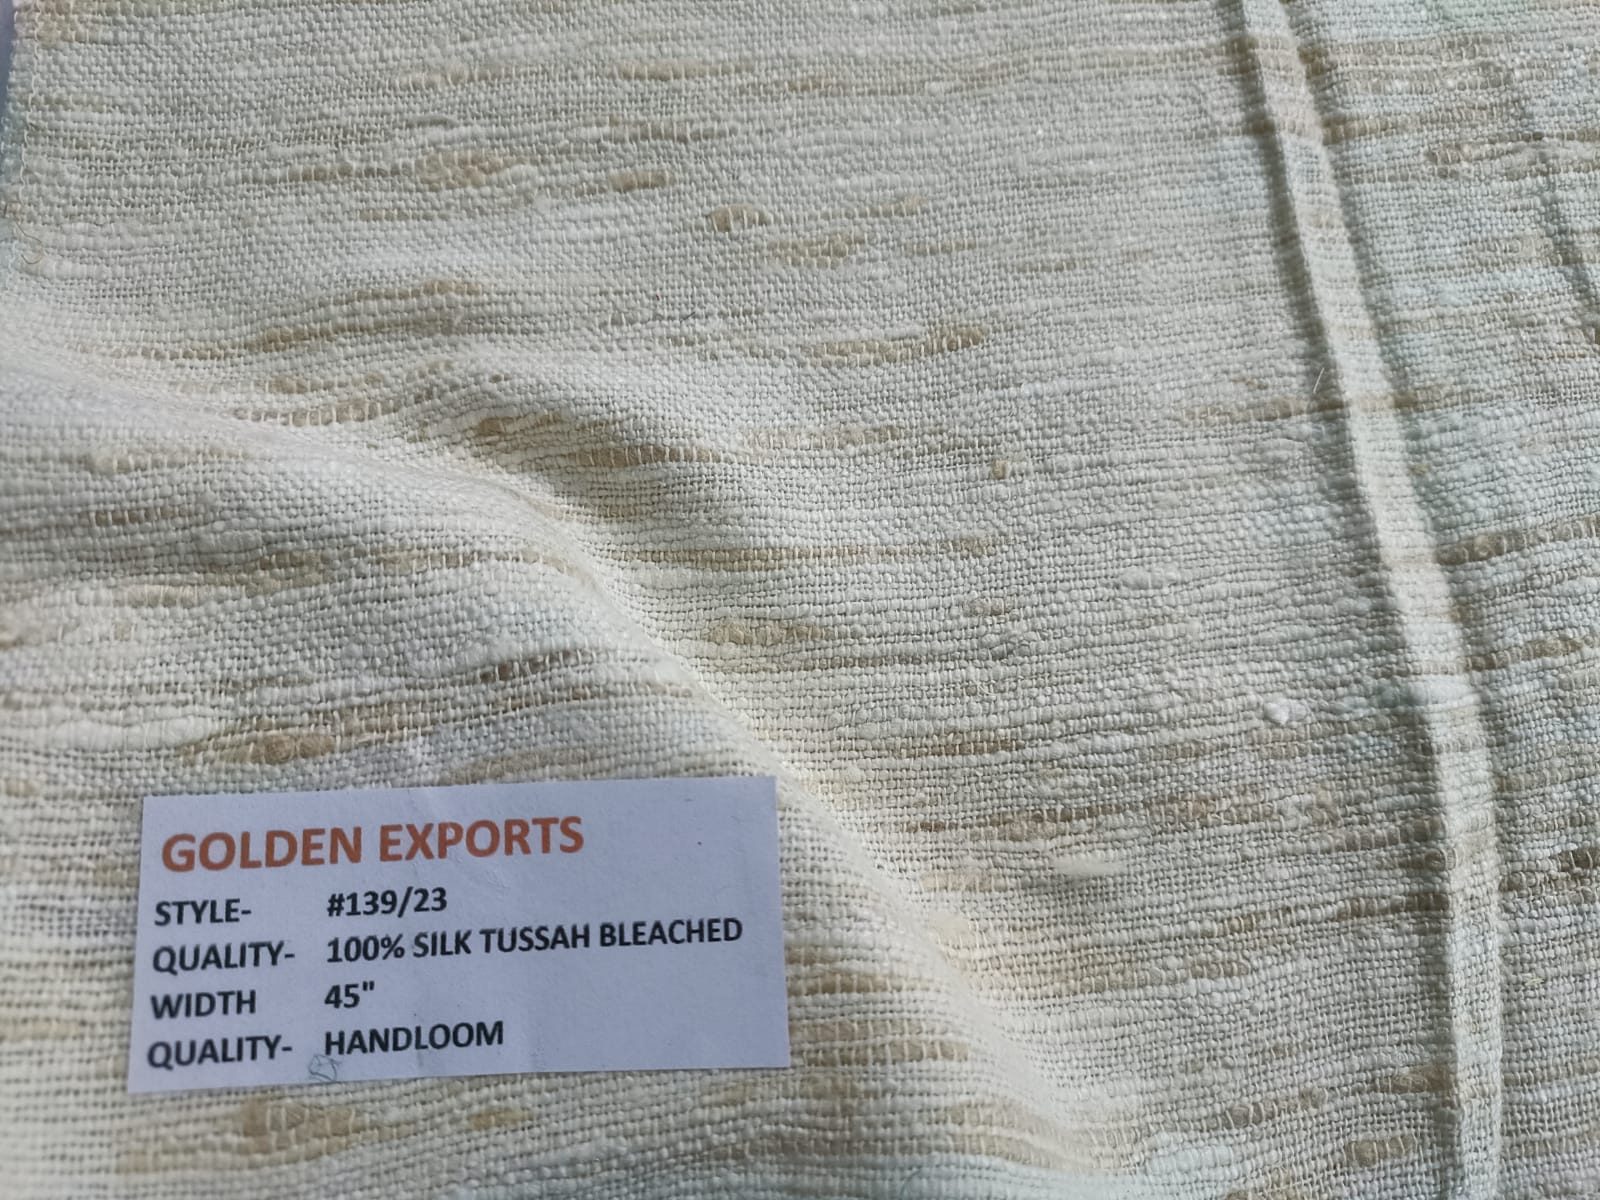 GOLDEN EXPORTS
STYLE- #139/23
QUALITY- 100% SILK TUSSAH BLEACHED
WIDTH 45"
QUALITY- HANDLOOM